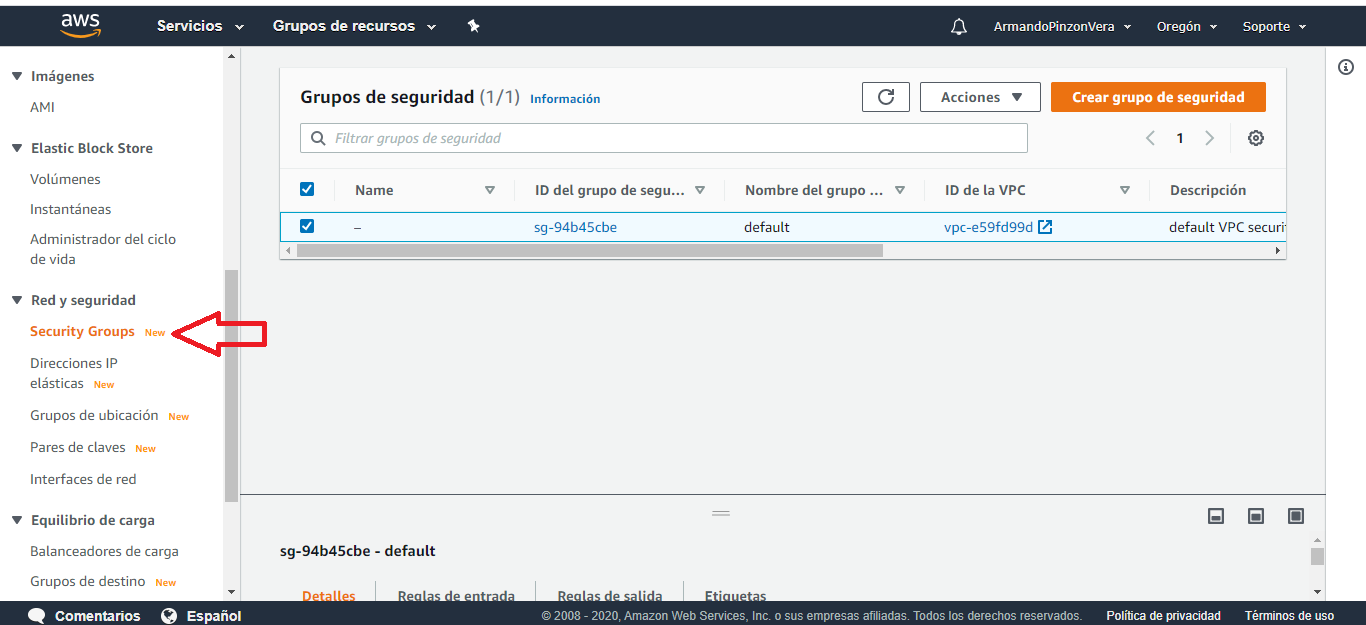 aws Servicios Grupos de recursos ArmandoPinzonVera Oregón Soporte
Imágenes
AMI
Elastic Block Store
Volúmenes
Instantáneas
Administrador del ciclo
de vida
Red y seguridad
Security Groups New
Direcciones IP
elásticas New
Grupos de ubicación New
Pares de claves New
Interfaces de red
Equilibrio de carga
Balanceadores de carga
Grupos de destino New
Grupos de seguridad (1/1) Información Acciones Crear grupo de seguridad
Filtrar grupos de seguridad 1
Name ID del grupo de segu... Nombre del grupo ... ID de la VPC Descripción
– sg-94b45cbe default vpc-e59fd99d default VPC securi
sg-94b45cbe - default
Detalles Reglas de entrada Reglas de salida Etiquetas
Comentarios Español © 2008 - 2020, Amazon Web Services, Inc. o sus empresas afiliadas. Todos los derechos reservados. Política de privacidad Términos de uso